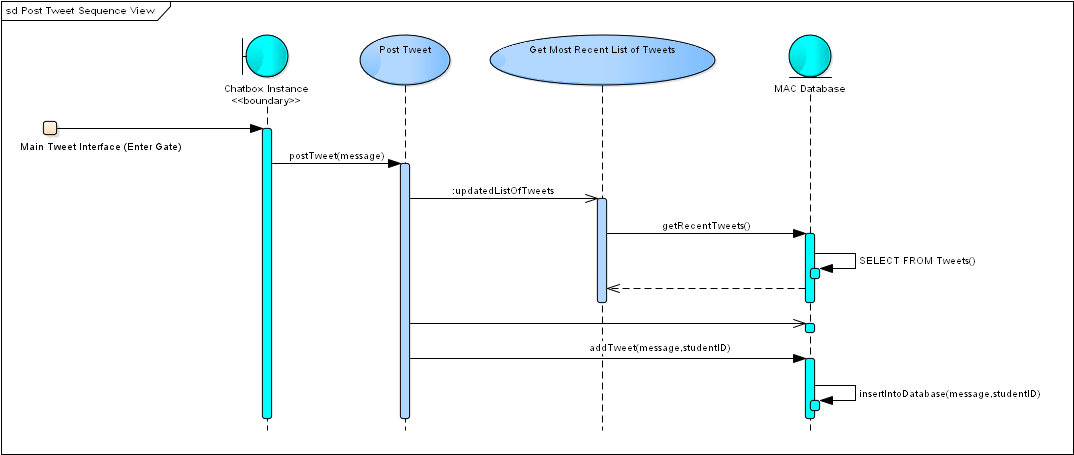 sd Post Tweet Sequence View
Post Tweet
Get Most Recent List of Tweets
Chatbox Instance
<<boundary>>
MAC Database
Main Tweet Interface (Enter Gate)
postTweet(message)
:updatedListOfTweets
getRecentTweets()
SELECT FROM Tweets()
addTweet(message,studentID)
insertIntoDatabase(message,studentID)